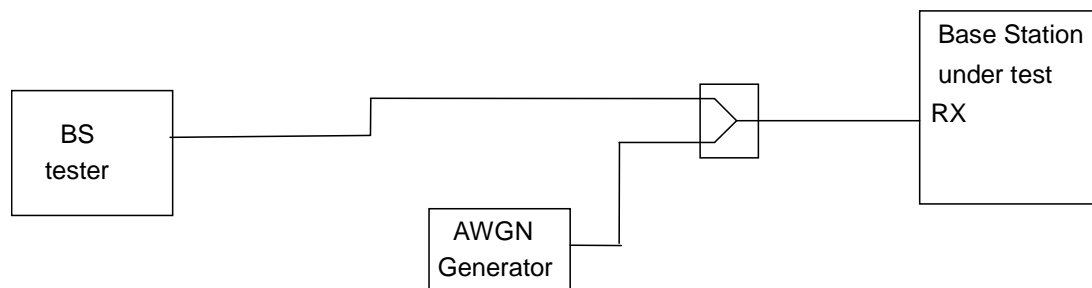 Base Station
under test
RX
BS
tester
AWGN
Generator